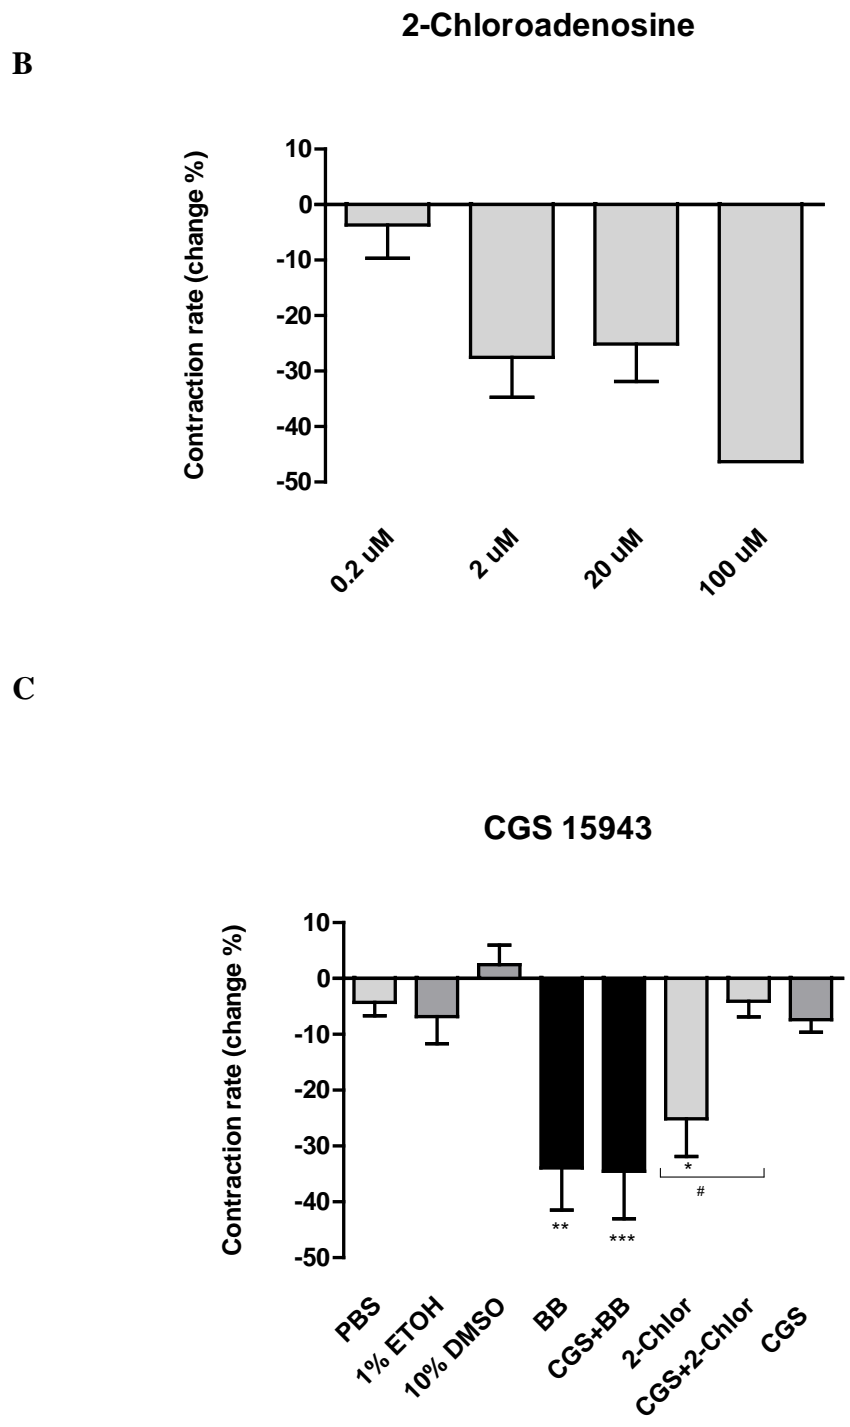 2-Chloroadenosine
B
Contraction rate (change %)
10
0
-10
-20
-30
-40
-50
0.2 uM
2 uM
20 uM
100 uM
C
CGS 15943
Contraction rate (change %)
10
0
-10
-20
-30
-40
-50
*
#
**
***
PBS
1% ETOH
10% DMSO
BB
CGS+BB
2-Chlor
CGS+2-Chlor
CGS